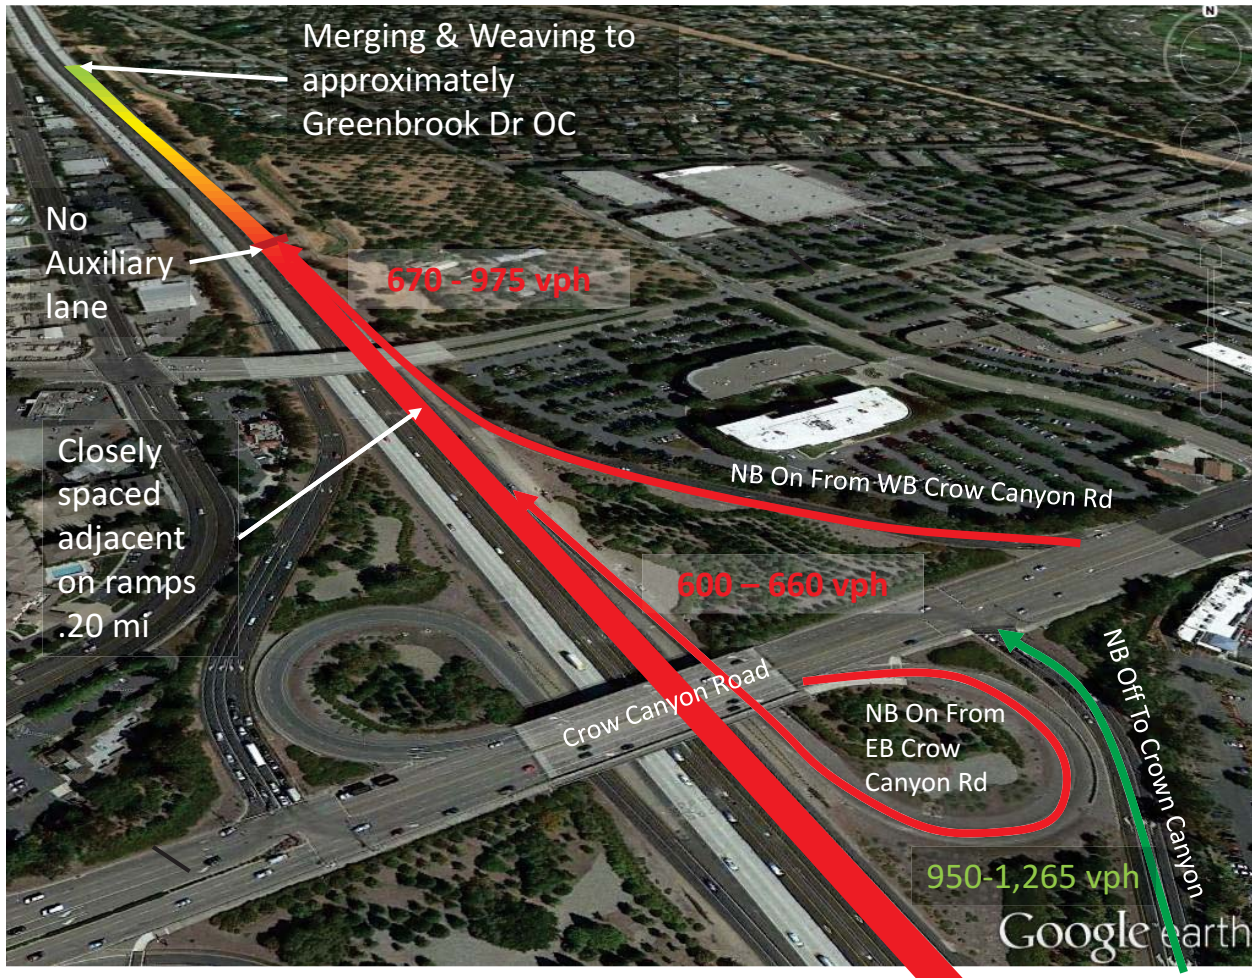 N
Merging & Weaving to
approximately
Greenbrook Dr OC
No
Auxiliary
lane
670 - 975 vph
Closely
spaced
adjacent
on ramps
.20 mi
NB On From WB Crow Canyon Rd
600 – 660 vph
Crow Canyon Road
NB On From
EB Crow
Canyon Rd
NB Off To Crown Canyon
950-1,265 vph
Google earth